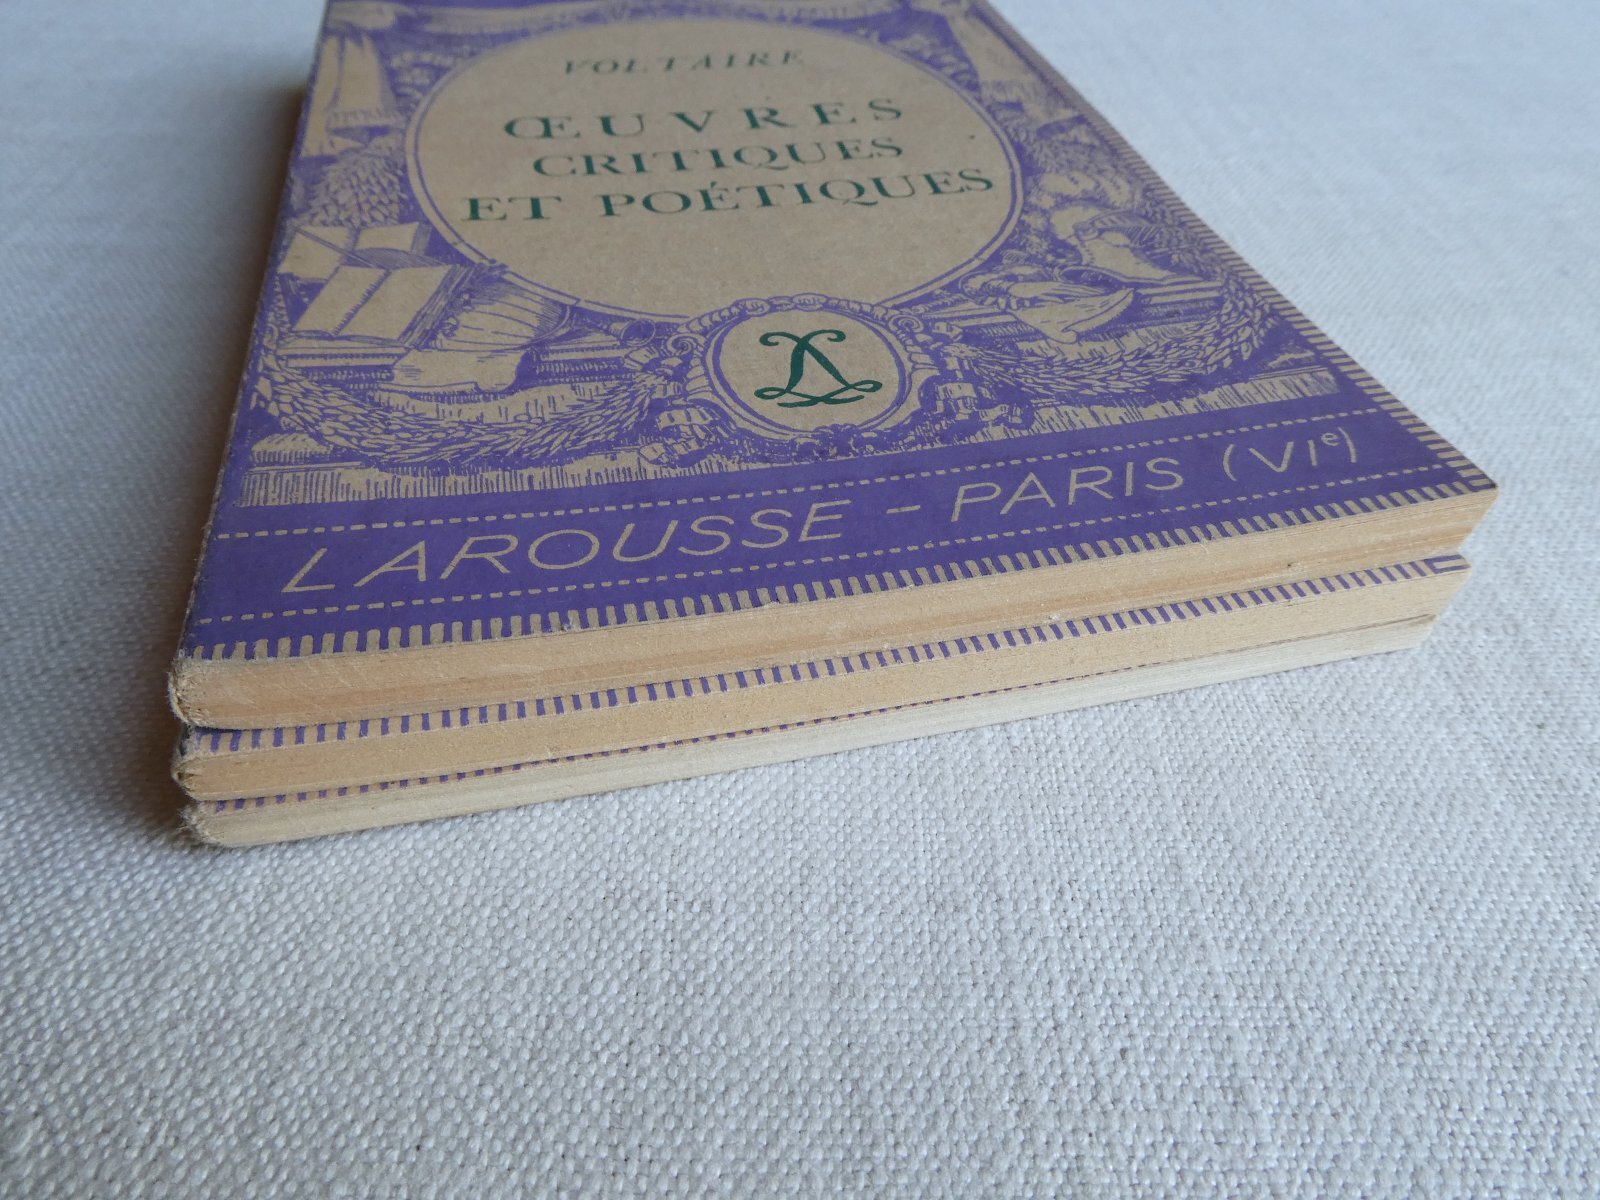 VOLTAIRE
ŒUVRES
CRITIQUES
ET POÉTIQUES
L
LAROUSSE - PARIS (VIe)